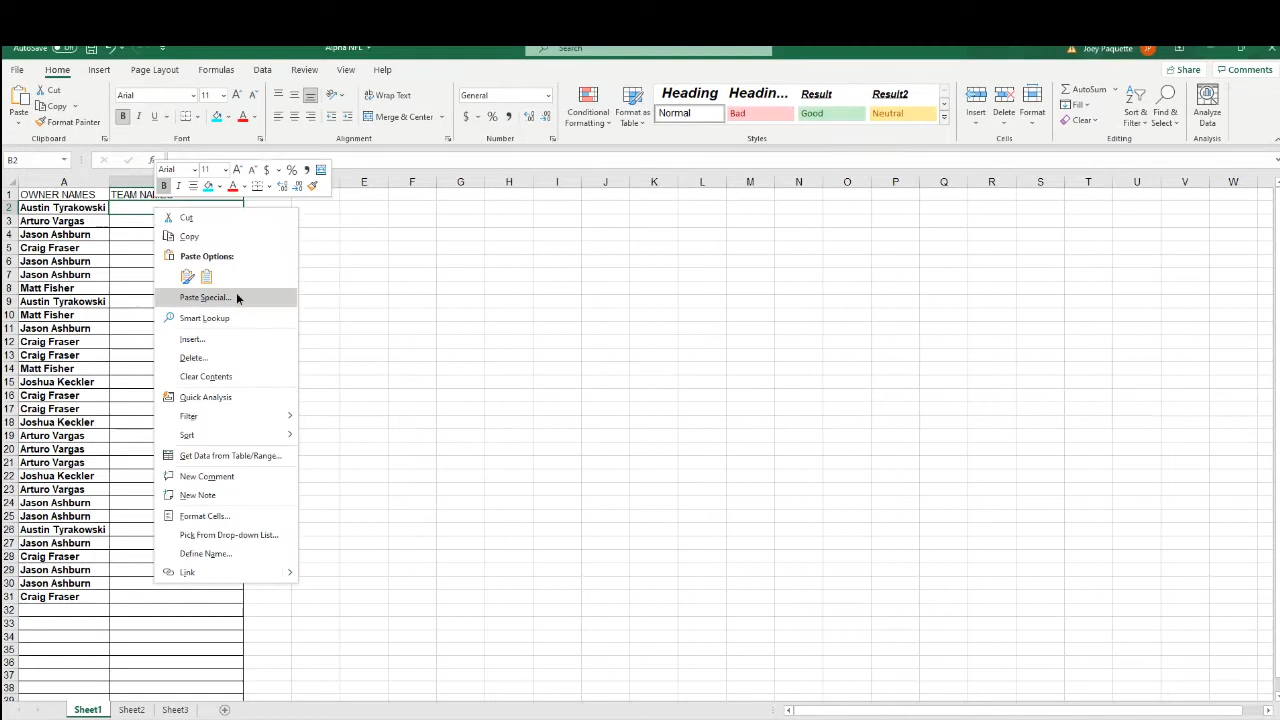 AutoSave Off Alpha NFL Search Joey Paquette JP
File Home Insert Page Layout Formulas Data Review View Help Share Comments
Paste Cut Copy Format Painter
Clipboard
Arial 11
B I U
Font
Wrap Text
Merge & Center
Alignment
General
$ % ,
Number
Conditional Formatting
Format as Table
Heading Headin... Result Result2
Normal Bad Good Neutral
Styles
Insert Delete Format
Cells
AutoSum
Fill
Clear
Sort & Filter
Find & Select
Editing
Analyze Data
Analysis
B2
Arial 11 $ % ,
B I
E F G H I J K L M N O P Q R S T U V W
A
1 OWNER NAMES TEAM NAMES
2 Austin Tyrakowski
3 Arturo Vargas
4 Jason Ashburn
5 Craig Fraser
6 Jason Ashburn
7 Jason Ashburn
8 Matt Fisher
9 Austin Tyrakowski
10 Matt Fisher
11 Jason Ashburn
12 Craig Fraser
13 Craig Fraser
14 Matt Fisher
15 Joshua Keckler
16 Craig Fraser
17 Craig Fraser
18 Joshua Keckler
19 Arturo Vargas
20 Arturo Vargas
21 Arturo Vargas
22 Joshua Keckler
23 Arturo Vargas
24 Jason Ashburn
25 Jason Ashburn
26 Austin Tyrakowski
27 Jason Ashburn
28 Craig Fraser
29 Jason Ashburn
30 Jason Ashburn
31 Craig Fraser
32
33
34
35
36
37
38
39
Cut
Copy
Paste Options:
Paste Special...
Smart Lookup
Insert...
Delete...
Clear Contents
Quick Analysis
Filter
Sort
Get Data from Table/Range...
New Comment
New Note
Format Cells...
Pick From Drop-down List...
Define Name...
Link
Sheet1 Sheet2 Sheet3